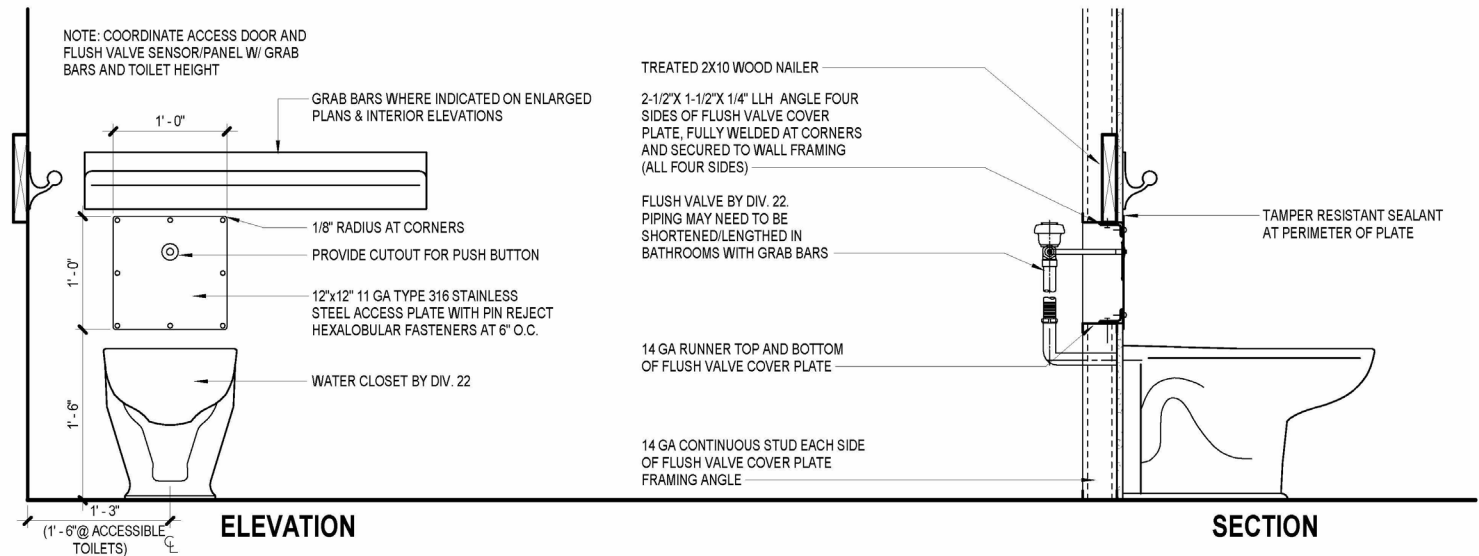 NOTE: COORDINATE ACCESS DOOR AND
FLUSH VALVE SENSOR/PANEL W/ GRAB
BARS AND TOILET HEIGHT
GRAB BARS WHERE INDICATED ON ENLARGED
PLANS & INTERIOR ELEVATIONS
1' - 0"
1/8" RADIUS AT CORNERS
PROVIDE CUTOUT FOR PUSH BUTTON
1' - 0"
12"x12" 11 GA TYPE 316 STAINLESS
STEEL ACCESS PLATE WITH PIN REJECT
HEXALOBULAR FASTENERS AT 6" O.C.
WATER CLOSET BY DIV. 22
1' - 6"
1' - 3"
(1' - 6"@ ACCESSIBLE
TOILETS)
CL
ELEVATION
TREATED 2X10 WOOD NAILER
2-1/2"X 1-1/2"X 1/4" LLH ANGLE FOUR
SIDES OF FLUSH VALVE COVER
PLATE, FULLY WELDED AT CORNERS
AND SECURED TO WALL FRAMING
(ALL FOUR SIDES)
FLUSH VALVE BY DIV. 22.
PIPING MAY NEED TO BE
SHORTENED/LENGTHED IN
BATHROOMS WITH GRAB BARS
TAMPER RESISTANT SEALANT
AT PERIMETER OF PLATE
14 GA RUNNER TOP AND BOTTOM
OF FLUSH VALVE COVER PLATE
14 GA CONTINUOUS STUD EACH SIDE
OF FLUSH VALVE COVER PLATE
FRAMING ANGLE
SECTION